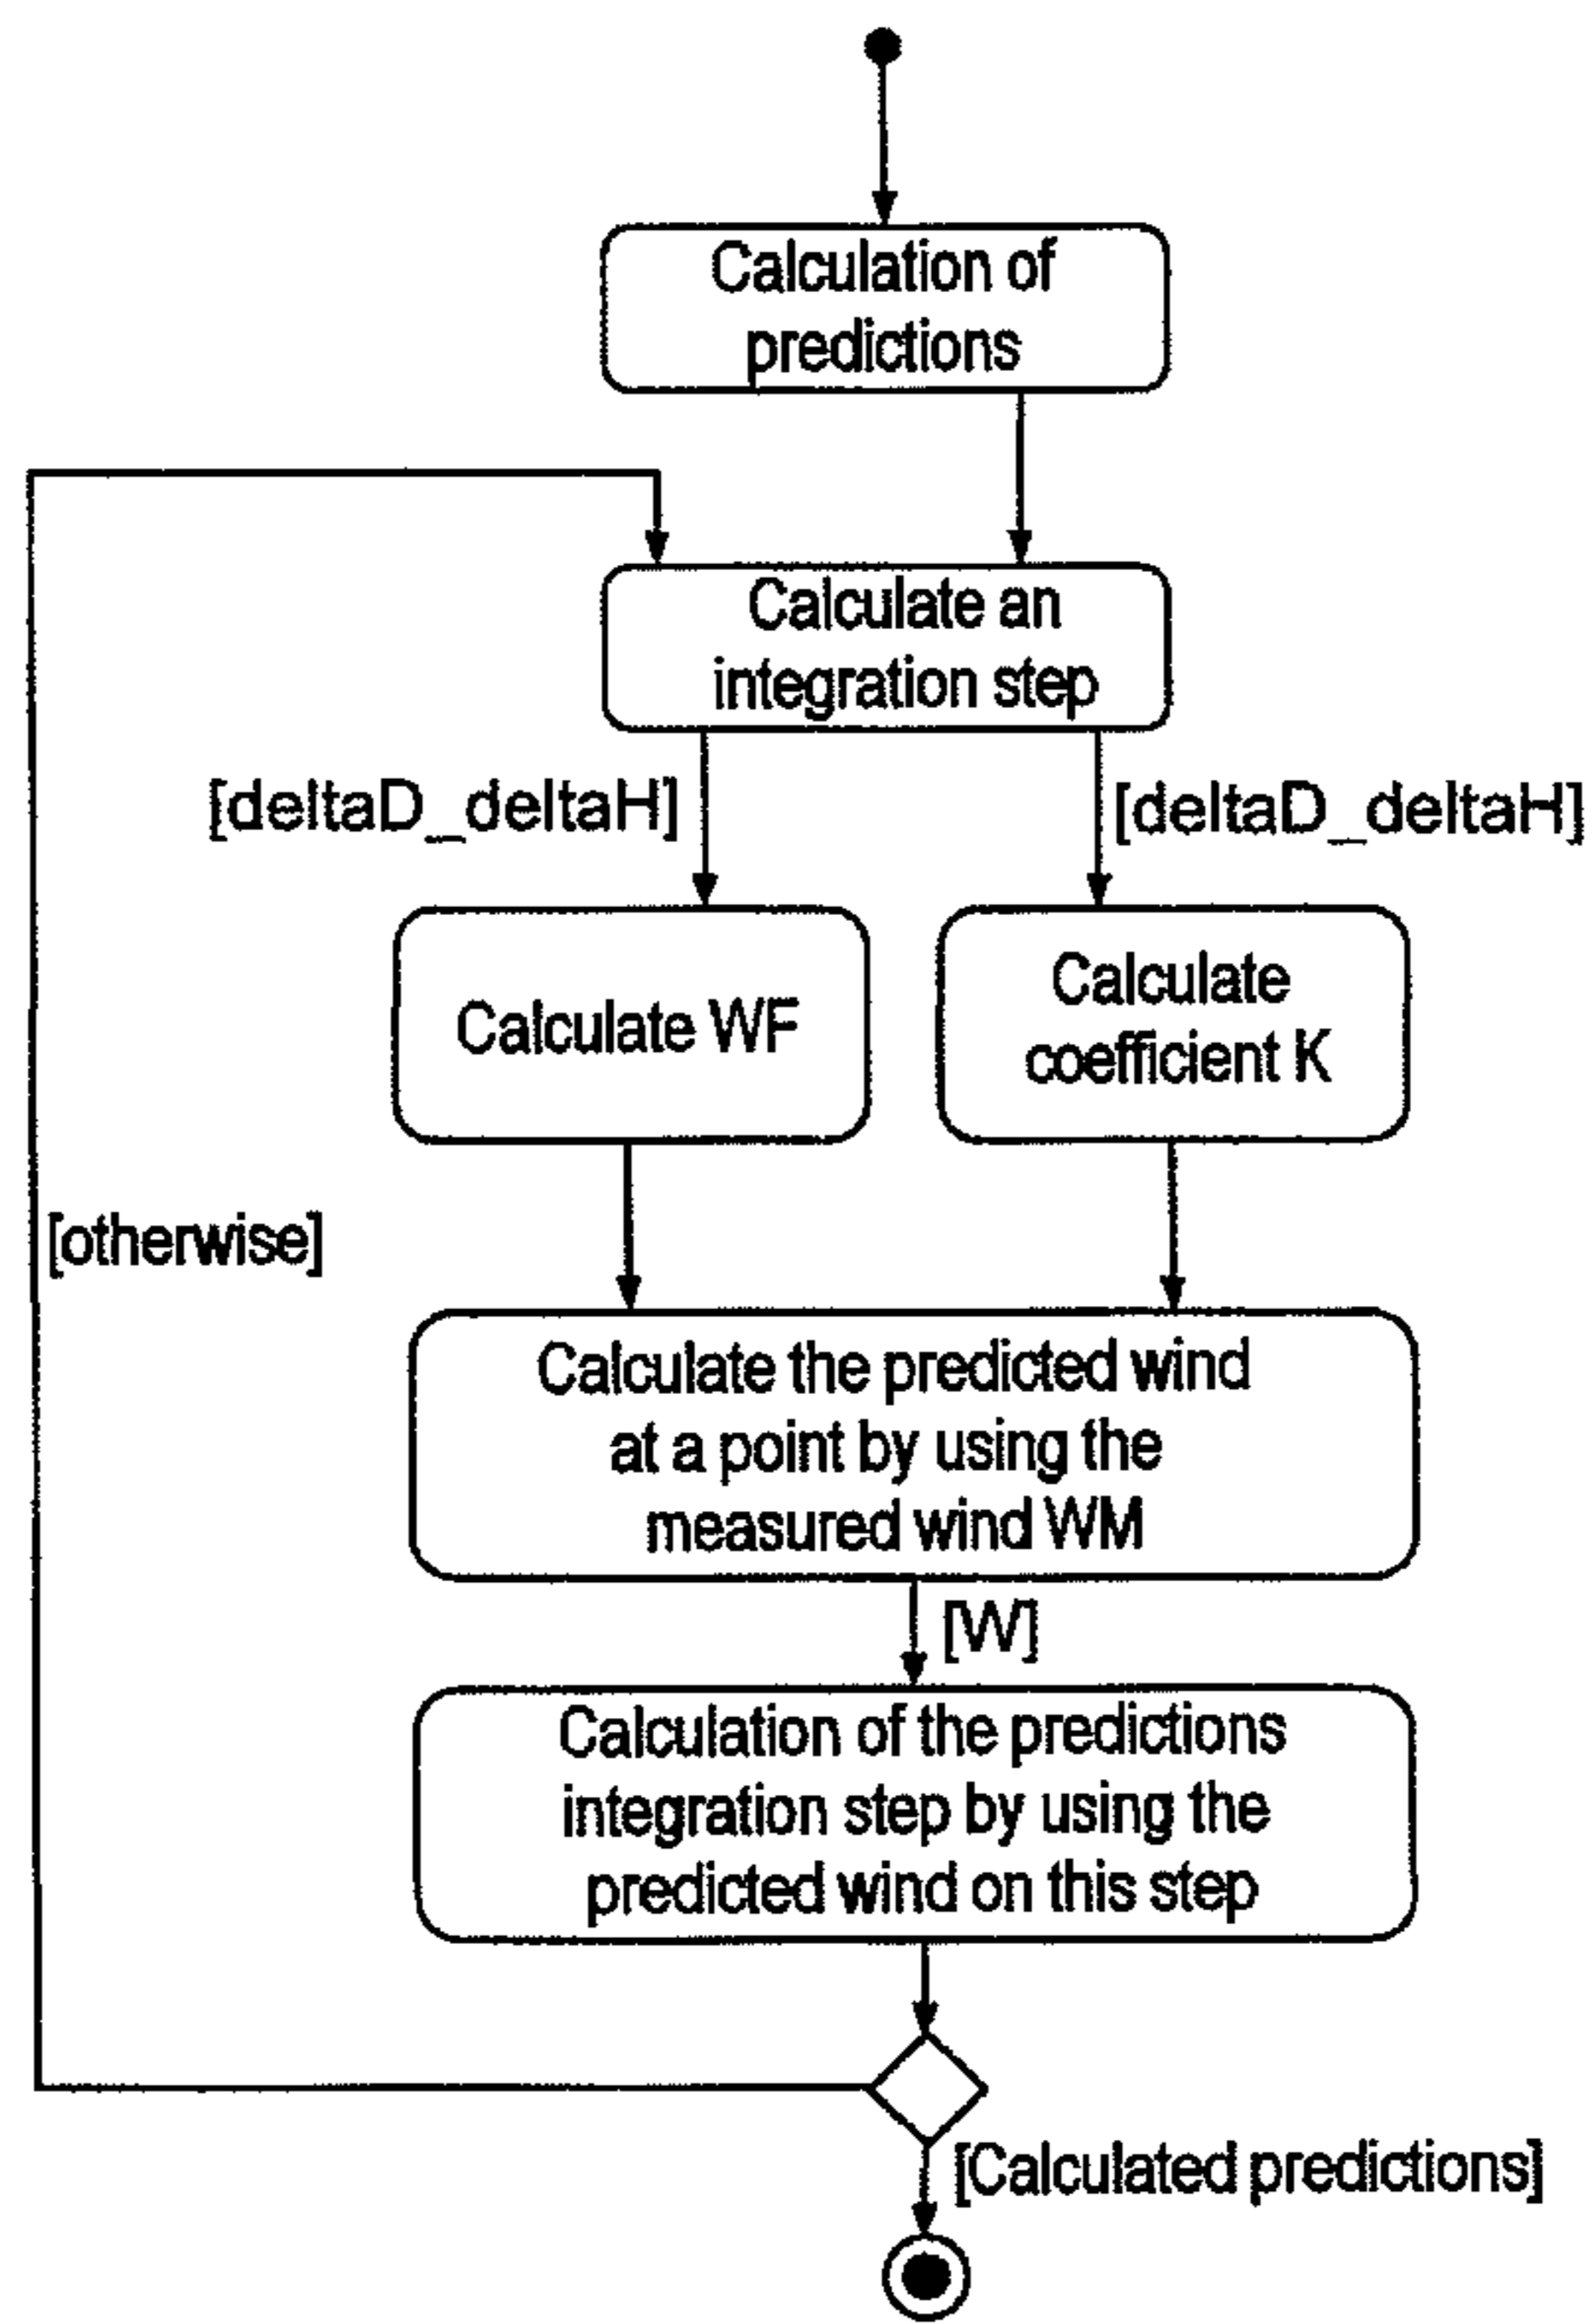 Calculation of
predictions
Calculate an
integration step
[deltaD_deltaH]
[deltaD_deltaH]
Calculate WF
Calculate
coefficient K
[otherwise]
Calculate the predicted wind
at a point by using the
measured wind WM
[W]
Calculation of the predictions
integration step by using the
predicted wind on this step
[Calculated predictions]